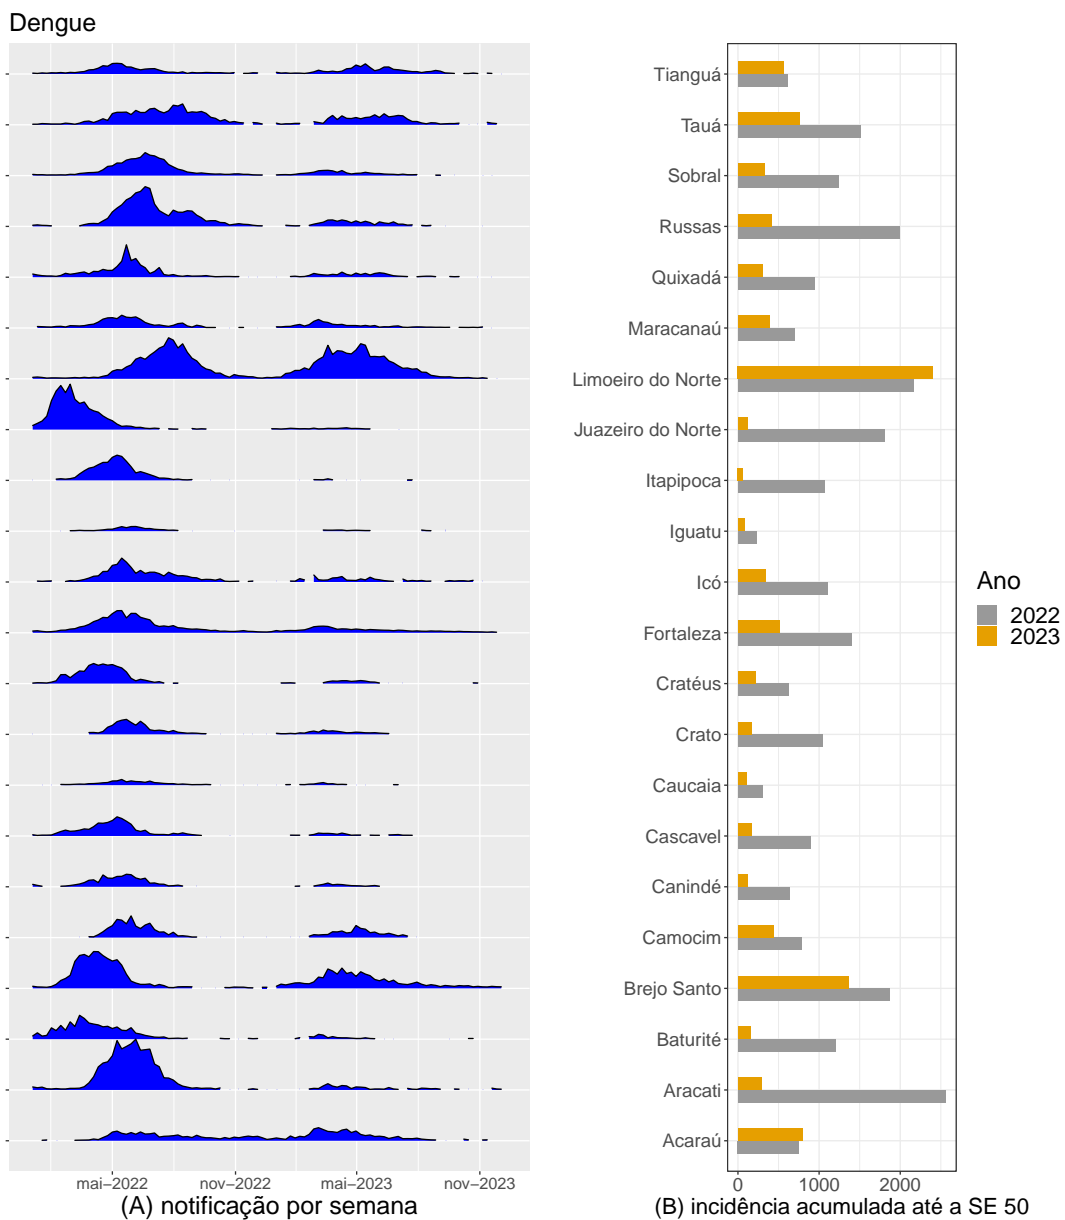 Dengue
Tianguá
Tauá
Sobral
Russas
Quixadá
Maracanaú
Limoeiro do Norte
Juazeiro do Norte
Itapipoca
Iguatu
Icó
Fortaleza
Cratéus
Crato
Caucaia
Cascavel
Canindé
Camocim
Brejo Santo
Baturité
Aracati
Acaraú
Ano
2022
2023
mai–2022 nov–2022 mai–2023 nov–2023
(A) notificação por semana
0 1000 2000
(B) incidência acumulada até a SE 50